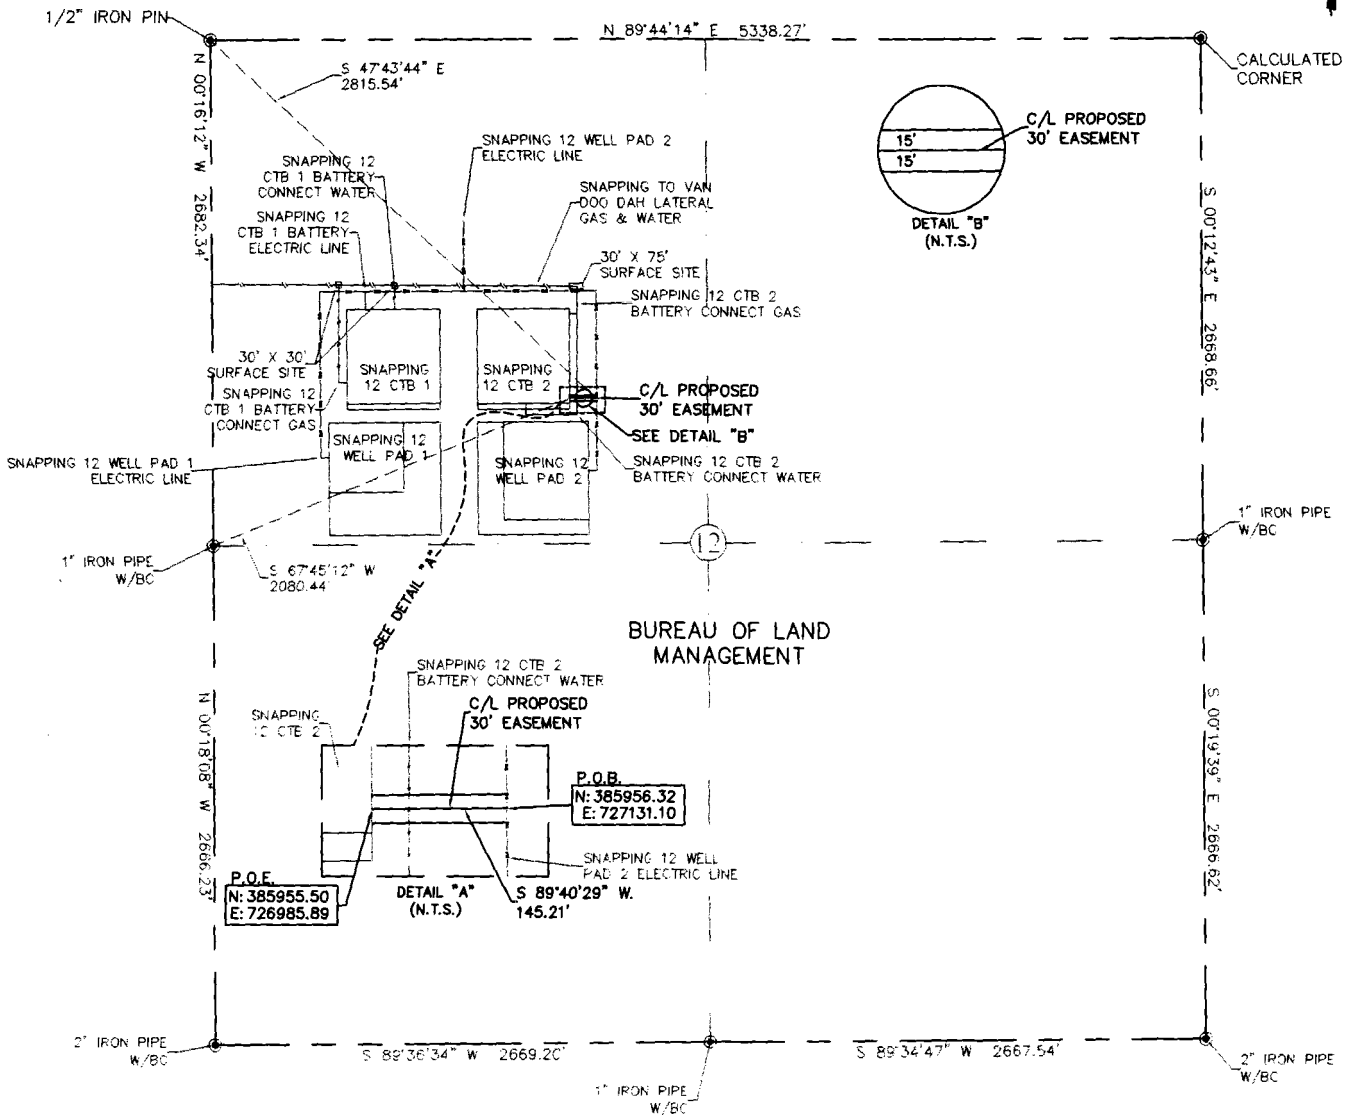 1/2" IRON PIN
N 89°44'14" E 5338.27'
CALCULATED
CORNER
S 47°43'44" E
2815.54'
N 00°16'12" W 2682.34'
C/L PROPOSED
30' EASEMENT
15'
15'
DETAIL "B"
(N.T.S.)
SNAPPING 12 WELL PAD 2
ELECTRIC LINE
SNAPPING 12
CTB 1 BATTERY
CONNECT WATER
SNAPPING TO VAN
DOO DAH LATERAL
GAS & WATER
SNAPPING 12
CTB 1 BATTERY
ELECTRIC LINE
S 00°12'43" E 2668.66'
30' X 75'
SURFACE SITE
SNAPPING 12 CTB 2
BATTERY CONNECT GAS
30' X 30'
SURFACE SITE
SNAPPING
12 CTB 1
SNAPPING
12 CTB 2
C/L PROPOSED
30' EASEMENT
SNAPPING 12
CTB 1 BATTERY
CONNECT GAS
SEE DETAIL "B"
SNAPPING 12
WELL PAD 1
SNAPPING 12
WELL PAD 2
SNAPPING 12 CTB 2
BATTERY CONNECT WATER
SNAPPING 12 WELL PAD 1
ELECTRIC LINE
1" IRON PIPE
W/BC
1" IRON PIPE
W/BC
12
S 67°45'12" W
2080.44'
SEE DETAIL "A"
BUREAU OF LAND
MANAGEMENT
SNAPPING 12 CTB 2
BATTERY CONNECT WATER
C/L PROPOSED
30' EASEMENT
SNAPPING
12 CTB 2
N 00°18'08" W 2666.23'
S 00°19'39" E 2666.62'
P.O.B.
N: 385956.32
E: 727131.10
SNAPPING 12 WELL
PAD 2 ELECTRIC LINE
P.O.E.
N: 385955.50
E: 726985.89
DETAIL "A"
(N.T.S.)
S 89°40'29" W.
145.21'
2" IRON PIPE
W/BC
S 89°36'34" W 2669.20'
S 89°34'47" W 2667.54'
2" IRON PIPE
W/BC
1" IRON PIPE
W/BC